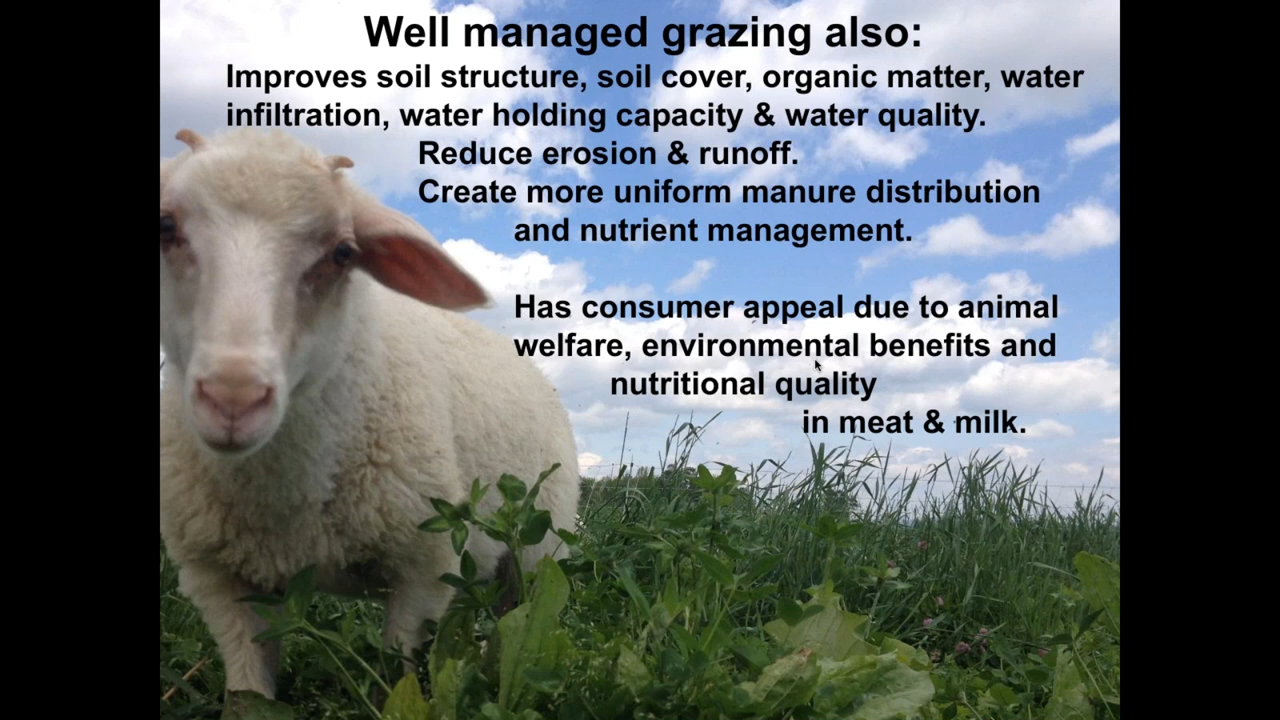 Well managed grazing also:
Improves soil structure, soil cover, organic matter, water
infiltration, water holding capacity & water quality.
Reduce erosion & runoff.
Create more uniform manure distribution
and nutrient management.
Has consumer appeal due to animal
welfare, environmental benefits and
nutritional quality
in meat & milk.